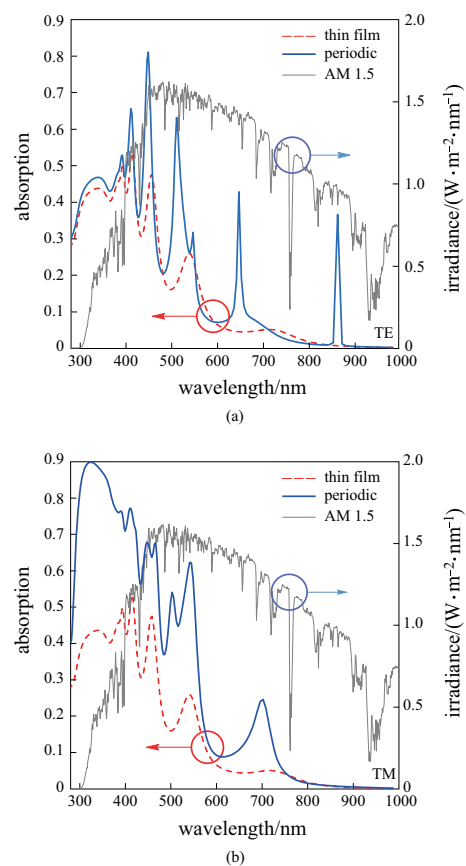 0.9
0.8
0.7
0.6
0.5
0.4
0.3
0.2
0.1
0
absorption
thin film
periodic
AM 1.5
2.0
1.5
1.0
0.5
0
irradiance/(W·m−2·nm−1)
TE
300 400 500 600 700 800 900 1000
wavelength/nm
(a)
0.9
0.8
0.7
0.6
0.5
0.4
0.3
0.2
0.1
0
absorption
thin film
periodic
AM 1.5
2.0
1.5
1.0
0.5
0
irradiance/(W·m−2·nm−1)
TM
300 400 500 600 700 800 900 1000
wavelength/nm
(b)